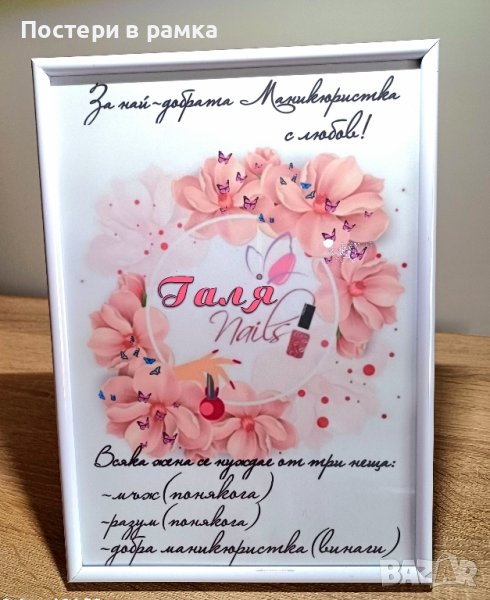 Постери в рамка
За най-добрата Маникюристка
с любов!
Галя
Nails
Всяка жена се нуждае от три неща:
~мъж (понякога)
~разум (понякога)
~добра маникюристка (винаги)
BAZAR